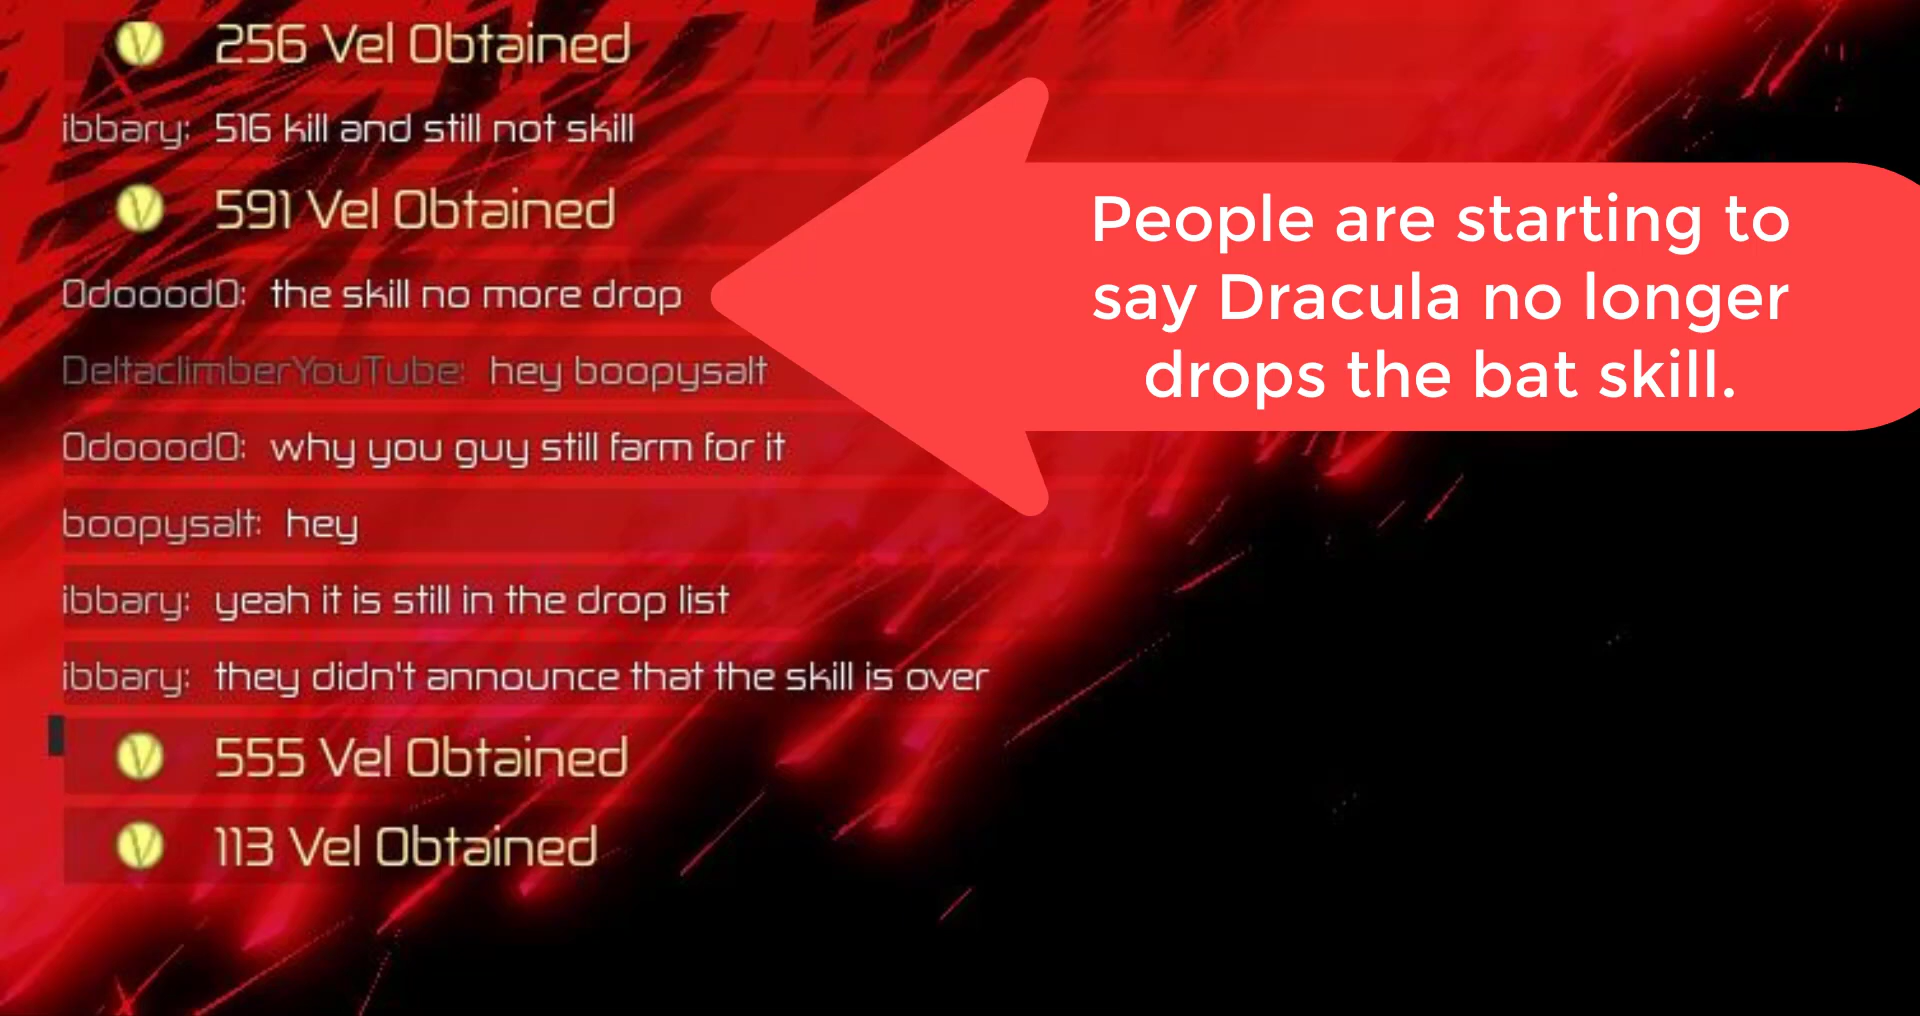 256 Vel Obtained
ibbary: 516 kill and still not skill
591 Vel Obtained
0doood0: the skill no more drop
DeltaclimberYouTube: hey boopysalt
0doood0: why you guy still farm for it
boopysalt: hey
ibbary: yeah it is still in the drop list
ibbary: they didn't announce that the skill is over
555 Vel Obtained
113 Vel Obtained
People are starting to
say Dracula no longer
drops the bat skill.